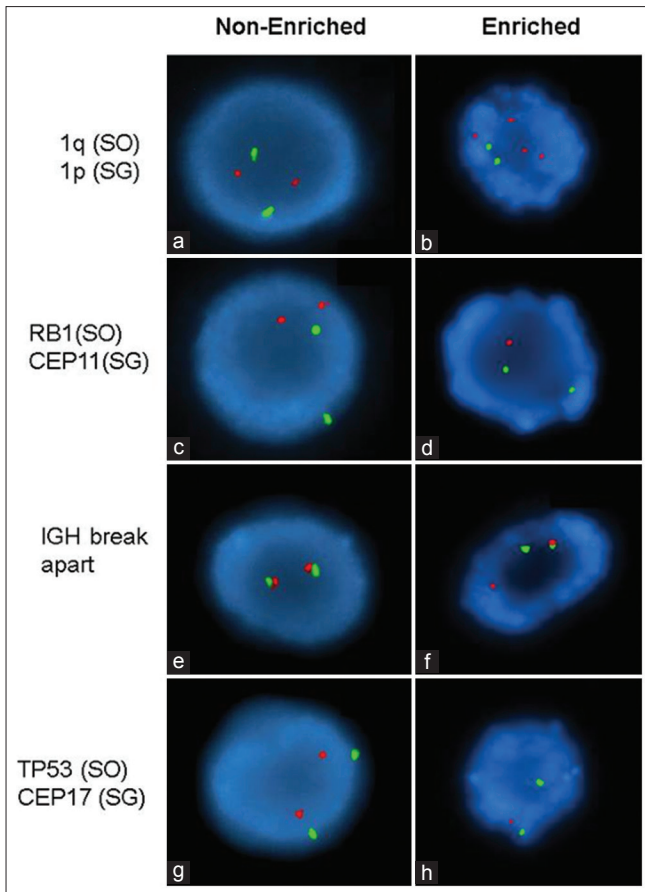 Non-Enriched Enriched
1q (SO)
1p (SG)
a b
RB1(SO)
CEP11(SG)
c d
IGH break
apart
e f
TP53 (SO)
CEP17 (SG)
g h